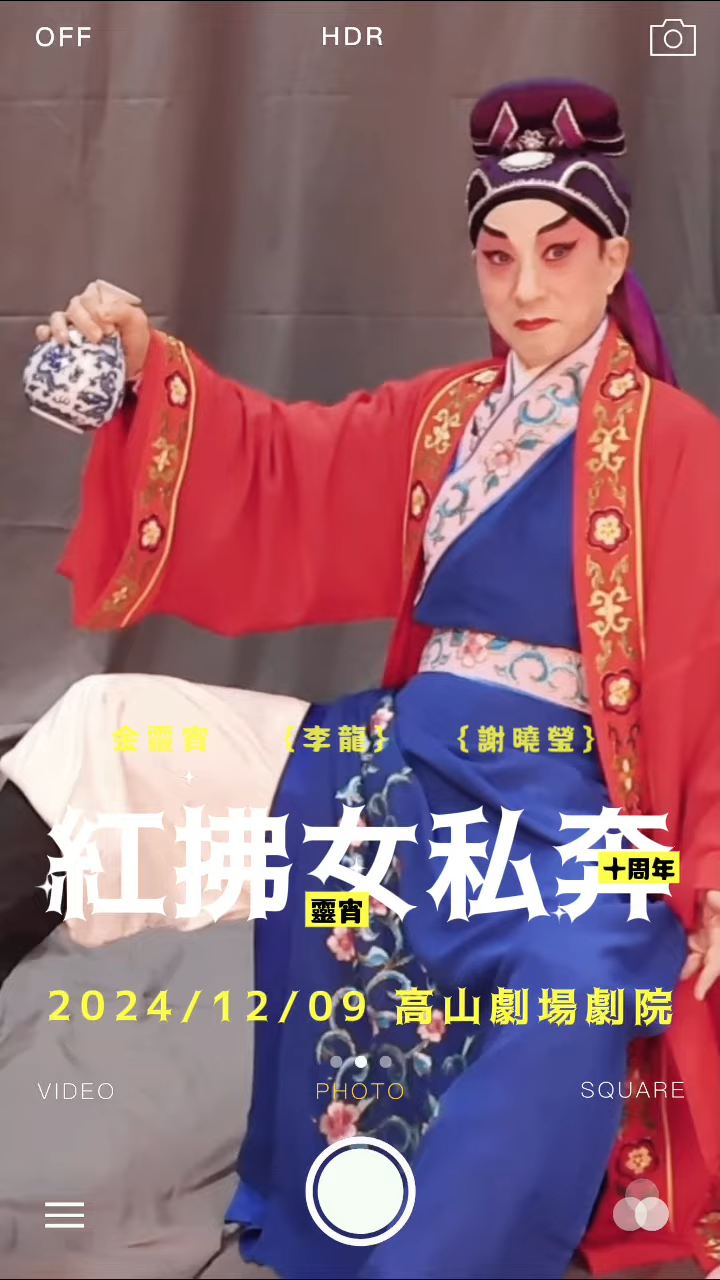 OFF HDR
金靈宵 {李龍} {謝曉瑩}
紅拂女私奔
十周年
靈宵
2024/12/09 高山劇場劇院
VIDEO PHOTO SQUARE